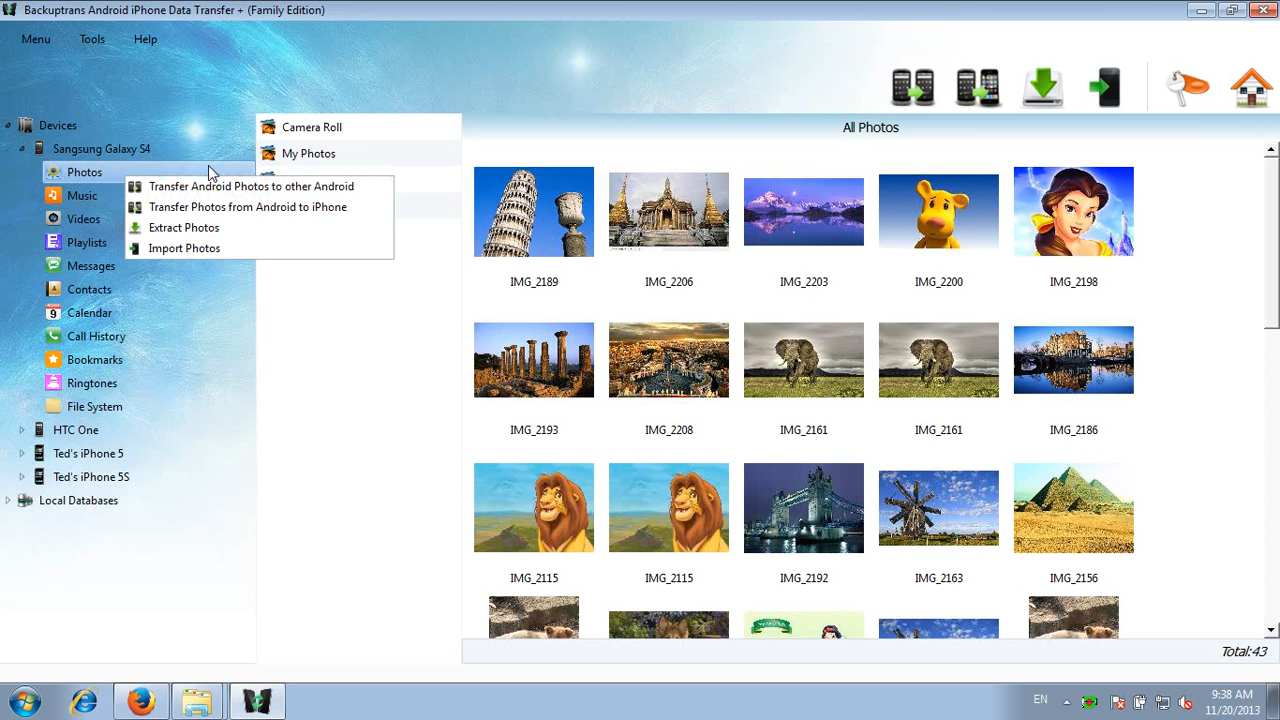 Backuptrans Android iPhone Data Transfer + (Family Edition)
Menu Tools Help
Devices
Sangsung Galaxy S4
Photos
Music
Videos
Playlists
Messages
Contacts
Calendar
Call History
Bookmarks
Ringtones
File System
HTC One
Ted's iPhone 5
Ted's iPhone 5S
Local Databases
Transfer Android Photos to other Android
Transfer Photos from Android to iPhone
Extract Photos
Import Photos
Camera Roll
My Photos
All Photos
IMG_2189 IMG_2206 IMG_2203 IMG_2200 IMG_2198
IMG_2193 IMG_2208 IMG_2161 IMG_2161 IMG_2186
IMG_2115 IMG_2115 IMG_2192 IMG_2163 IMG_2156
Total:43
EN
9:38 AM
11/20/2013